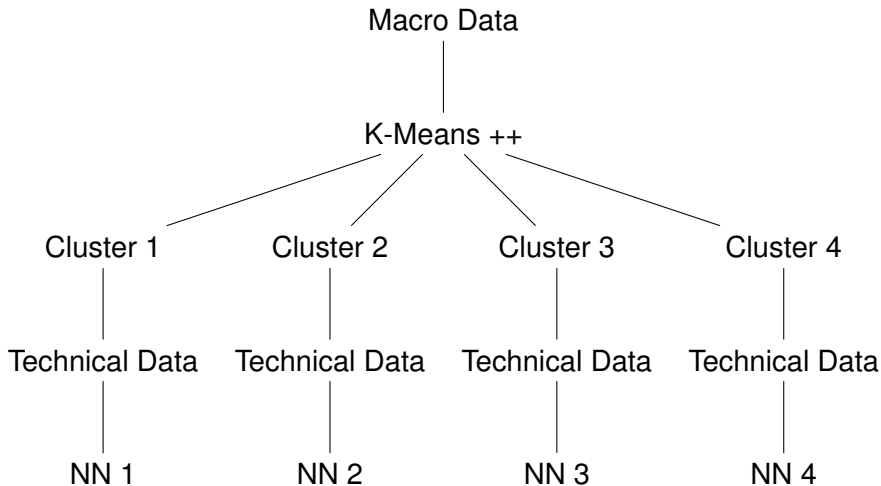 Macro Data
K-Means ++
Cluster 1 Cluster 2 Cluster 3 Cluster 4
Technical Data Technical Data Technical Data Technical Data
NN 1 NN 2 NN 3 NN 4